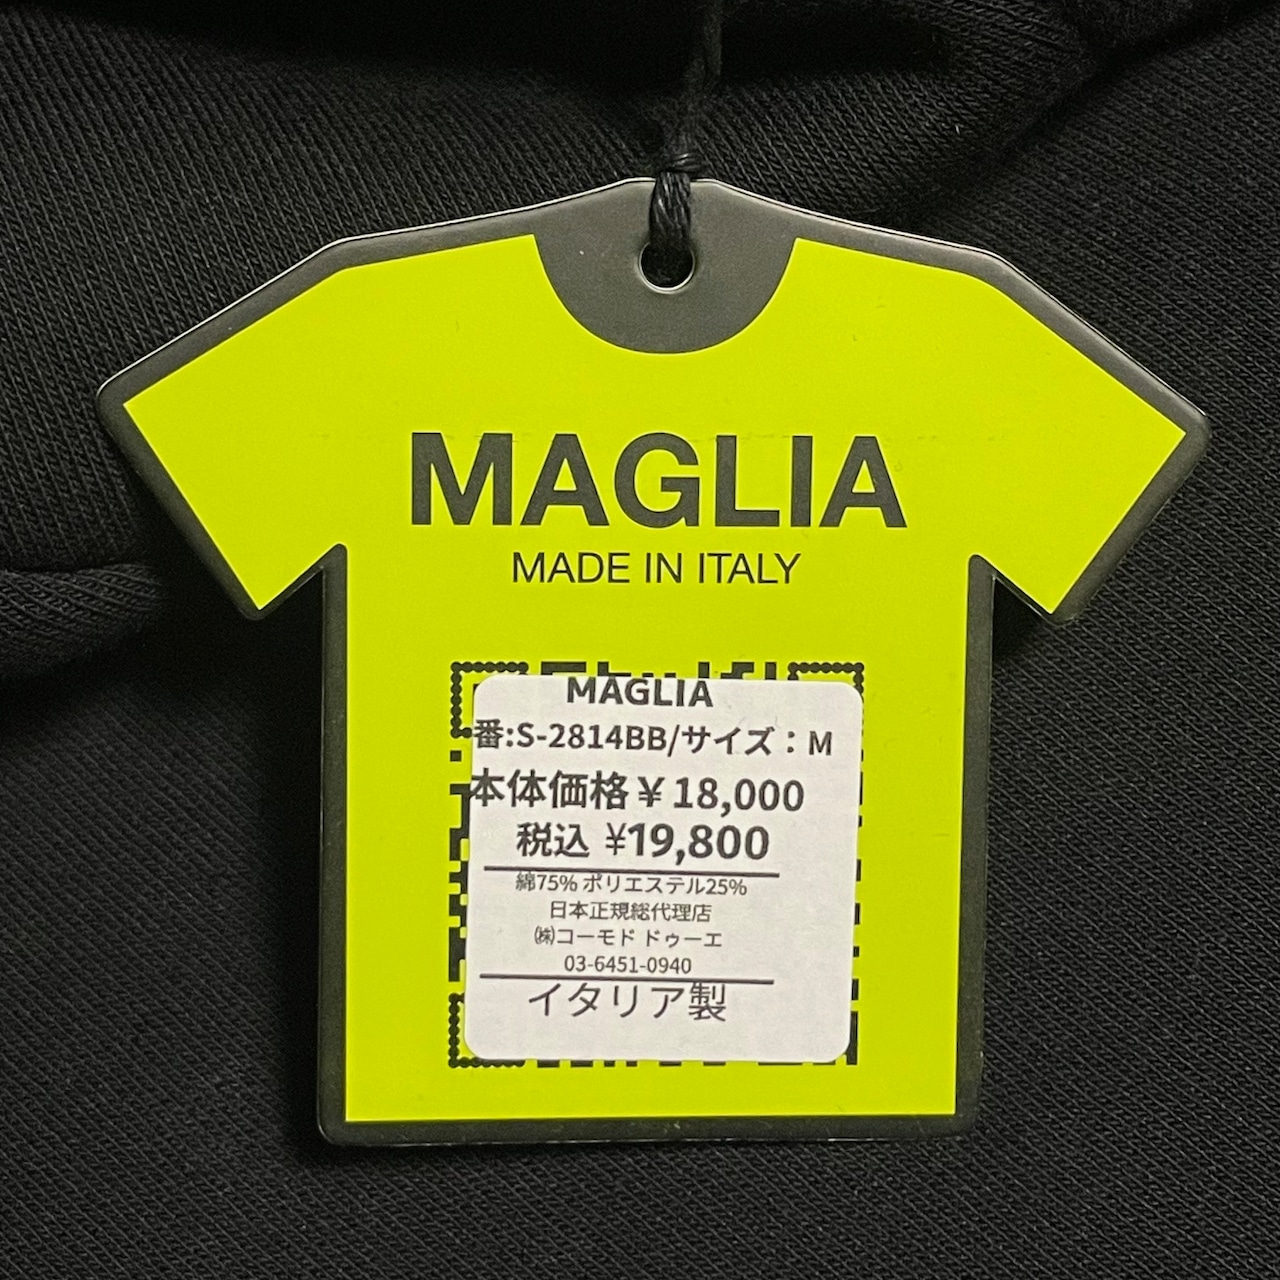 MAGLIA
MADE IN ITALY
MAGLIA
番:S-2814BB/サイズ：M
本体価格￥18,000
税込 ¥19,800
綿75% ポリエステル25%
日本正規総代理店
㈱コーモド ドゥーエ
03-6451-0940
イタリア製